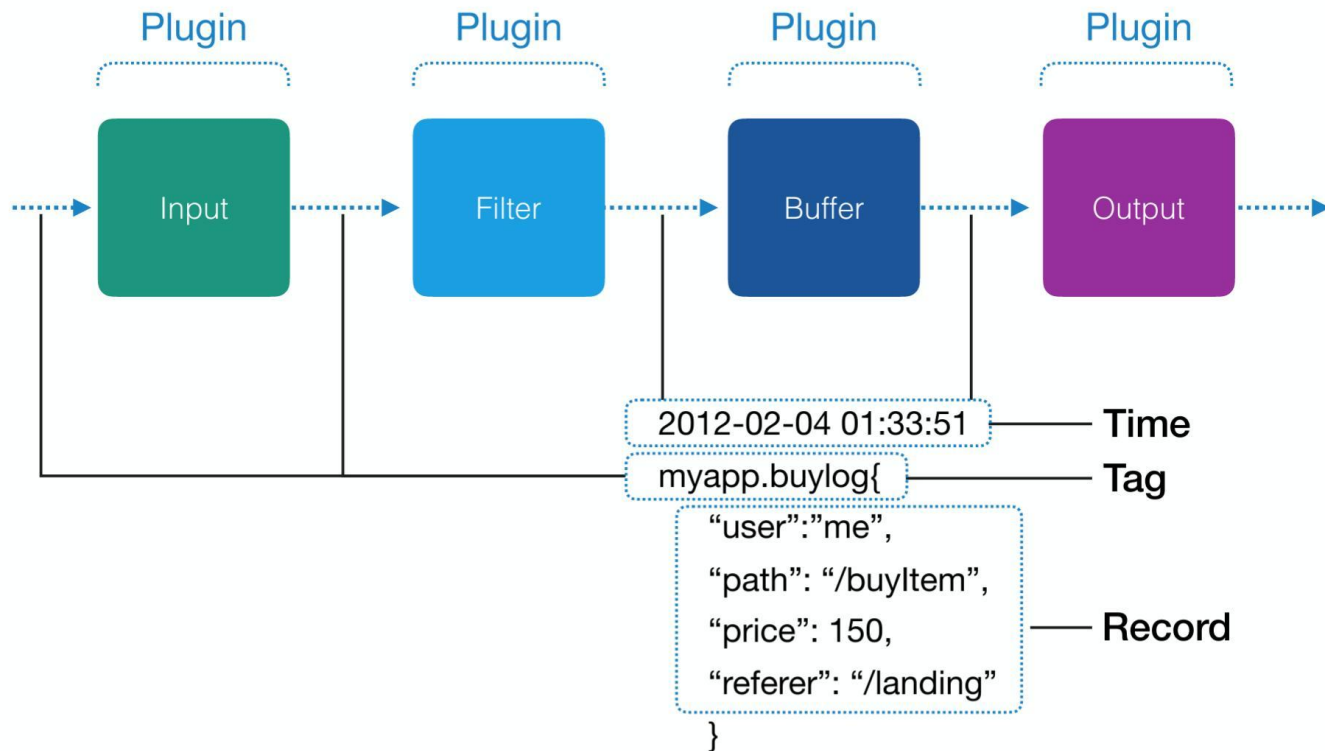 Plugin Plugin Plugin Plugin
Input Filter Buffer Output
2012-02-04 01:33:51 Time
myapp.buylog{ Tag
“user”:”me”,
“path”: “/buyItem”,
“price”: 150, Record
“referer”: “/landing”
}